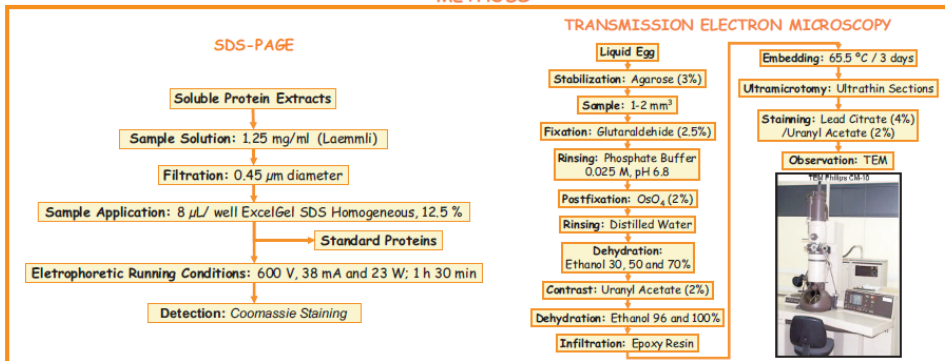 SDS-PAGE
Soluble Protein Extracts
Sample Solution: 1.25 mg/ml (Laemmli)
Filtration: 0.45 µm diameter
Sample Application: 8 µL/ well ExcelGel SDS Homogeneous, 12.5 %
Standard Proteins
Eletrophoretic Running Conditions: 600 V, 38 mA and 23 W; 1 h 30 min
Detection: Coomassie Staining
TRANSMISSION ELECTRON MICROSCOPY
Liquid Egg
Stabilization: Agarose (3%)
Sample: 1-2 mm³
Fixation: Glutaraldehide (2.5%)
Rinsing: Phosphate Buffer
0.025 M, pH 6.8
Postfixation: OsO₄ (2%)
Rinsing: Distilled Water
Dehydration:
Ethanol 30, 50 and 70%
Contrast: Uranyl Acetate (2%)
Dehydration: Ethanol 96 and 100%
Infiltration: Epoxy Resin
Embedding: 65.5 ºC / 3 days
Ultramicrotomy: Ultrathin Sections
Stainning: Lead Citrate (4%)
/Uranyl Acetate (2%)
Observation: TEM
TEM Philips CM-10